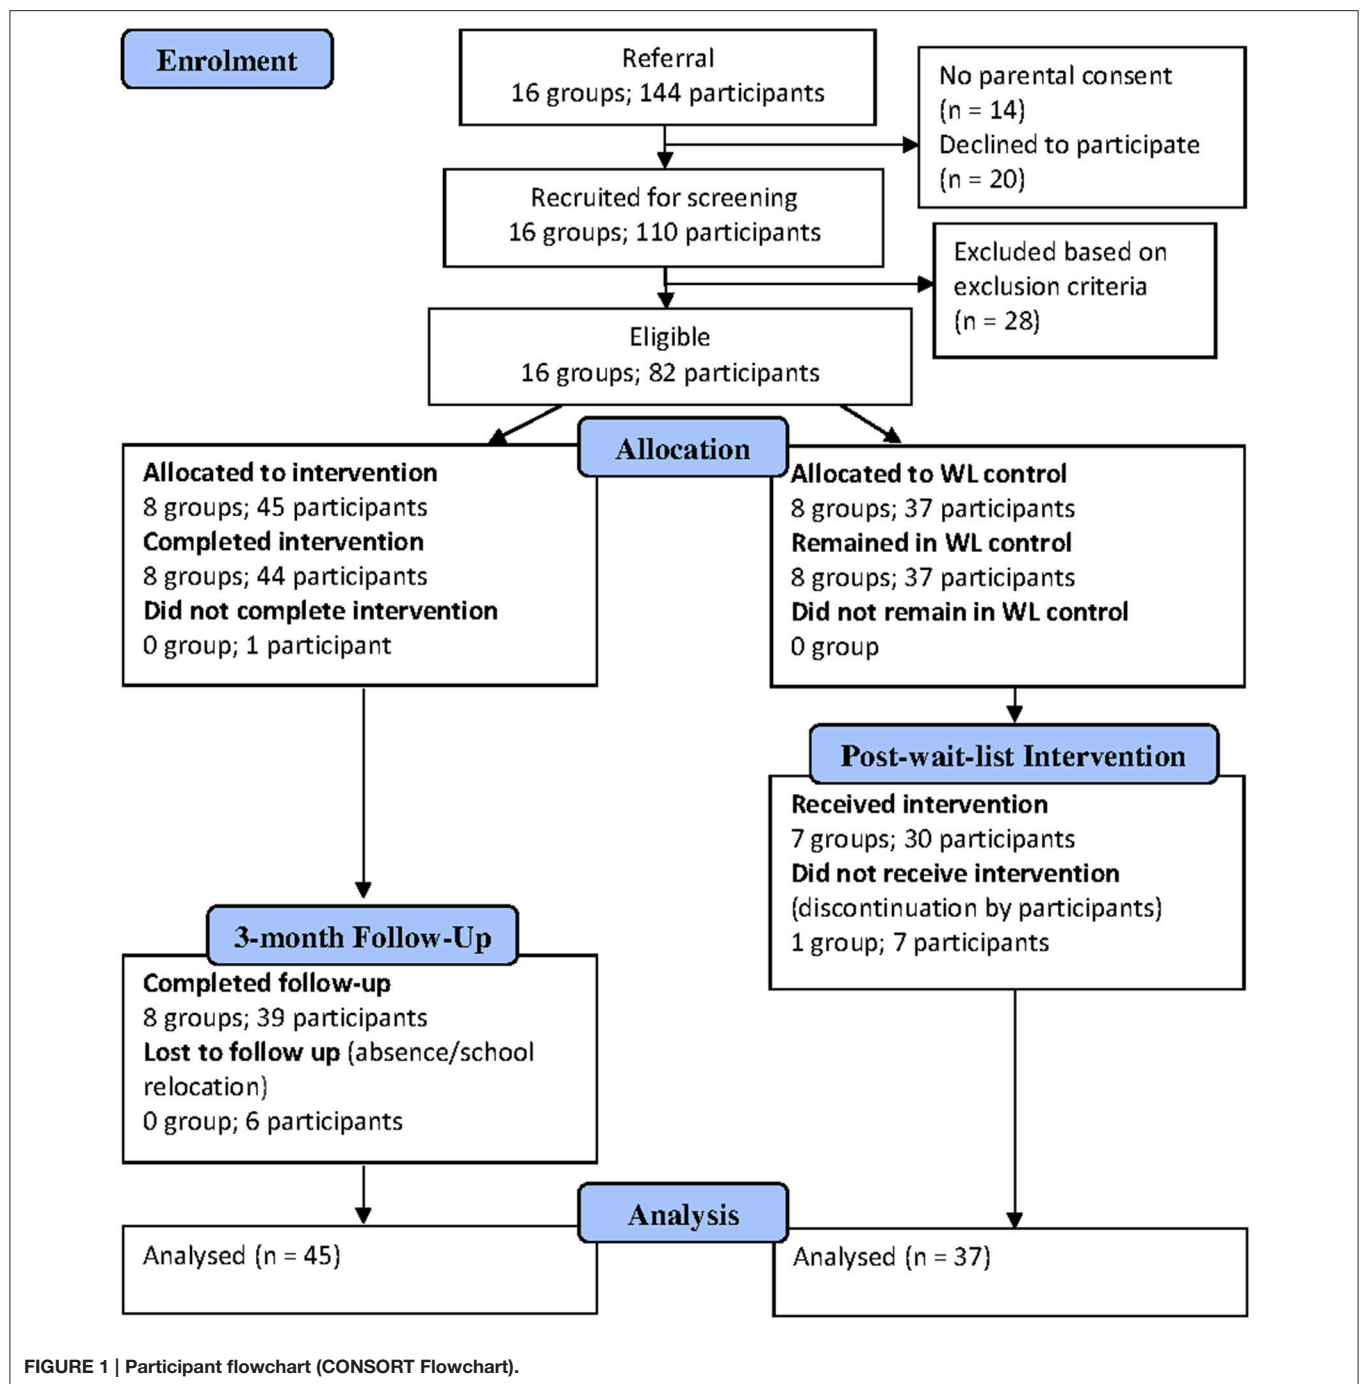 Enrolment
Referral
16 groups; 144 participants
No parental consent
(n = 14)
Declined to participate
(n = 20)
Recruited for screening
16 groups; 110 participants
Excluded based on
exclusion criteria
(n = 28)
Eligible
16 groups; 82 participants
Allocation
Allocated to intervention
8 groups; 45 participants
Completed intervention
8 groups; 44 participants
Did not complete intervention
0 group; 1 participant
Allocated to WL control
8 groups; 37 participants
Remained in WL control
8 groups; 37 participants
Did not remain in WL control
0 group
Post-wait-list Intervention
Received intervention
7 groups; 30 participants
Did not receive intervention
(discontinuation by participants)
1 group; 7 participants
3-month Follow-Up
Completed follow-up
8 groups; 39 participants
Lost to follow up (absence/school
relocation)
0 group; 6 participants
Analysis
Analysed (n = 45)
Analysed (n = 37)
FIGURE 1 | Participant flowchart (CONSORT Flowchart).